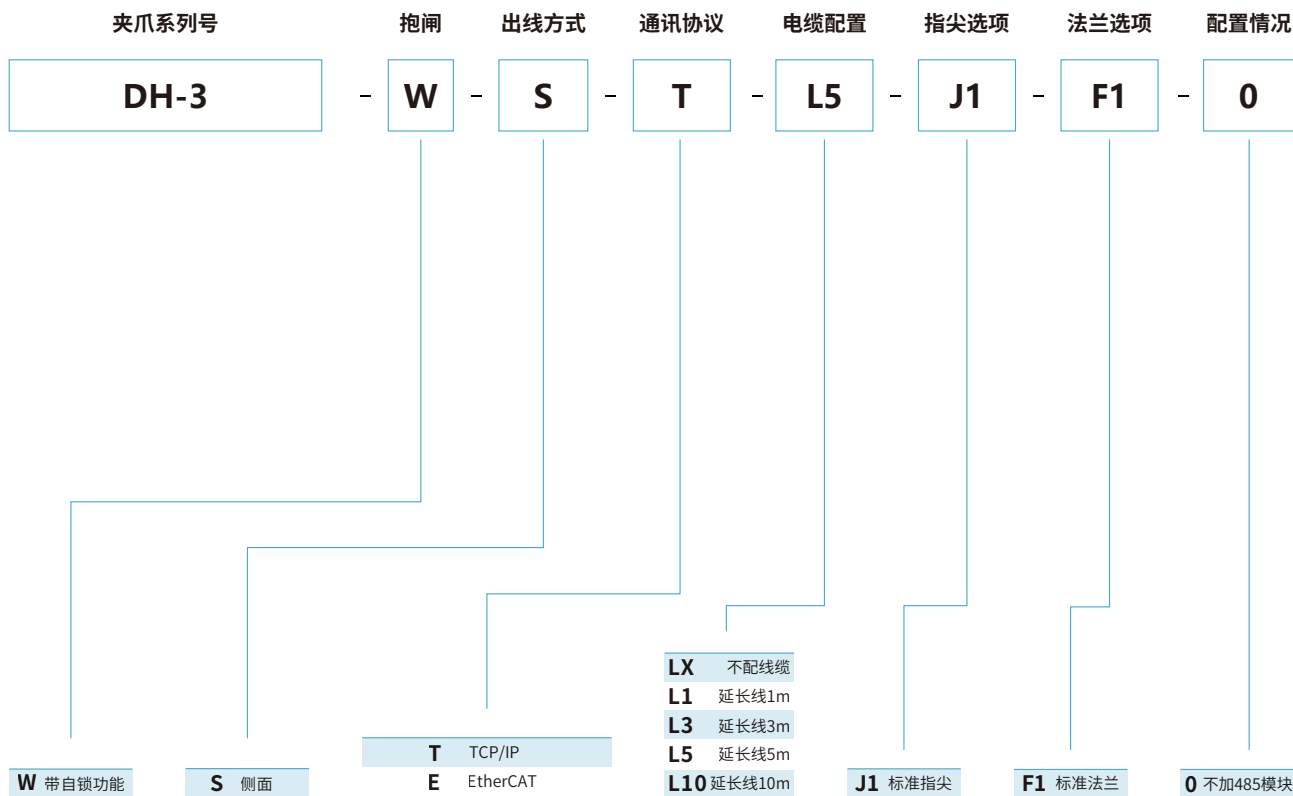 夹爪系列号 抱闸 出线方式 通讯协议 电缆配置 指尖选项 法兰选项 配置情况
DH-3 - W - S - T - L5 - J1 - F1 - 0
LX 不配线缆
L1 延长线1m
L3 延长线3m
T TCP/IP
L5 延长线5m
E EtherCAT
W 带自锁功能
S 侧面
L10 延长线10m
J1 标准指尖
F1 标准法兰
0 不加485模块